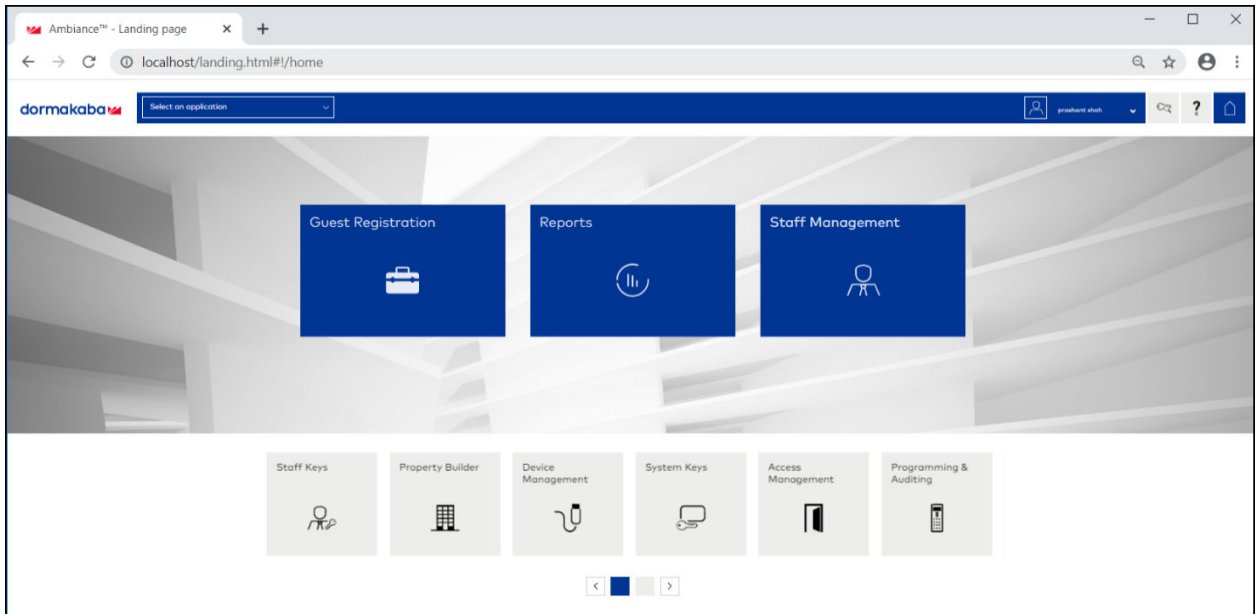 Ambiance™ - Landing page
localhost/landing.html#!/home
dormakaba
Select an application
prashant shah
?
Guest Registration
Reports
Staff Management
Staff Keys
Property Builder
Device
Management
System Keys
Access
Management
Programming &
Auditing